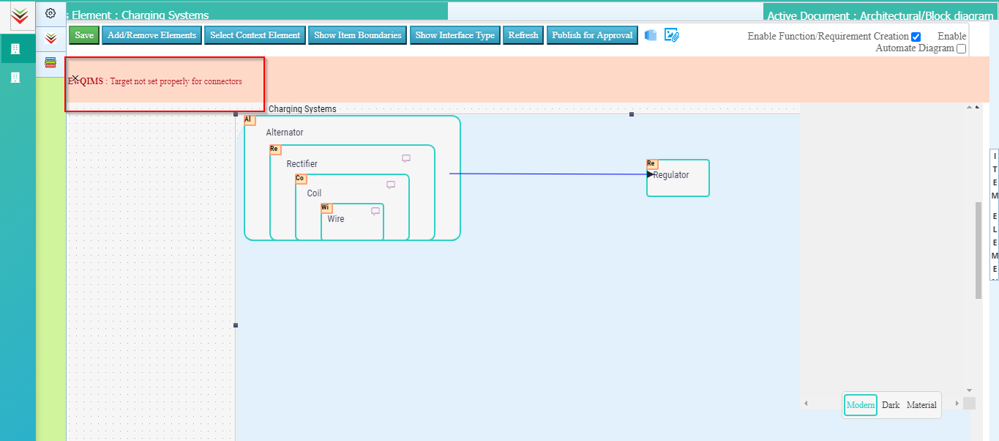 s Element : Charging Systems
Active Document : Architectural/Block diagram
Save
Add/Remove Elements
Select Context Element
Show Item Boundaries
Show Interface Type
Refresh
Publish for Approval
Enable Function/Requirement Creation
Enable
Automate Diagram
EwQIMS : Target not set properly for connectors
Charging Systems
Al
Alternator
Re
Rectifier
Co
Coil
Wi
Wire
Re
Regulator
I
T
E
M
E
L
E
M
E
Modern
Dark
Material